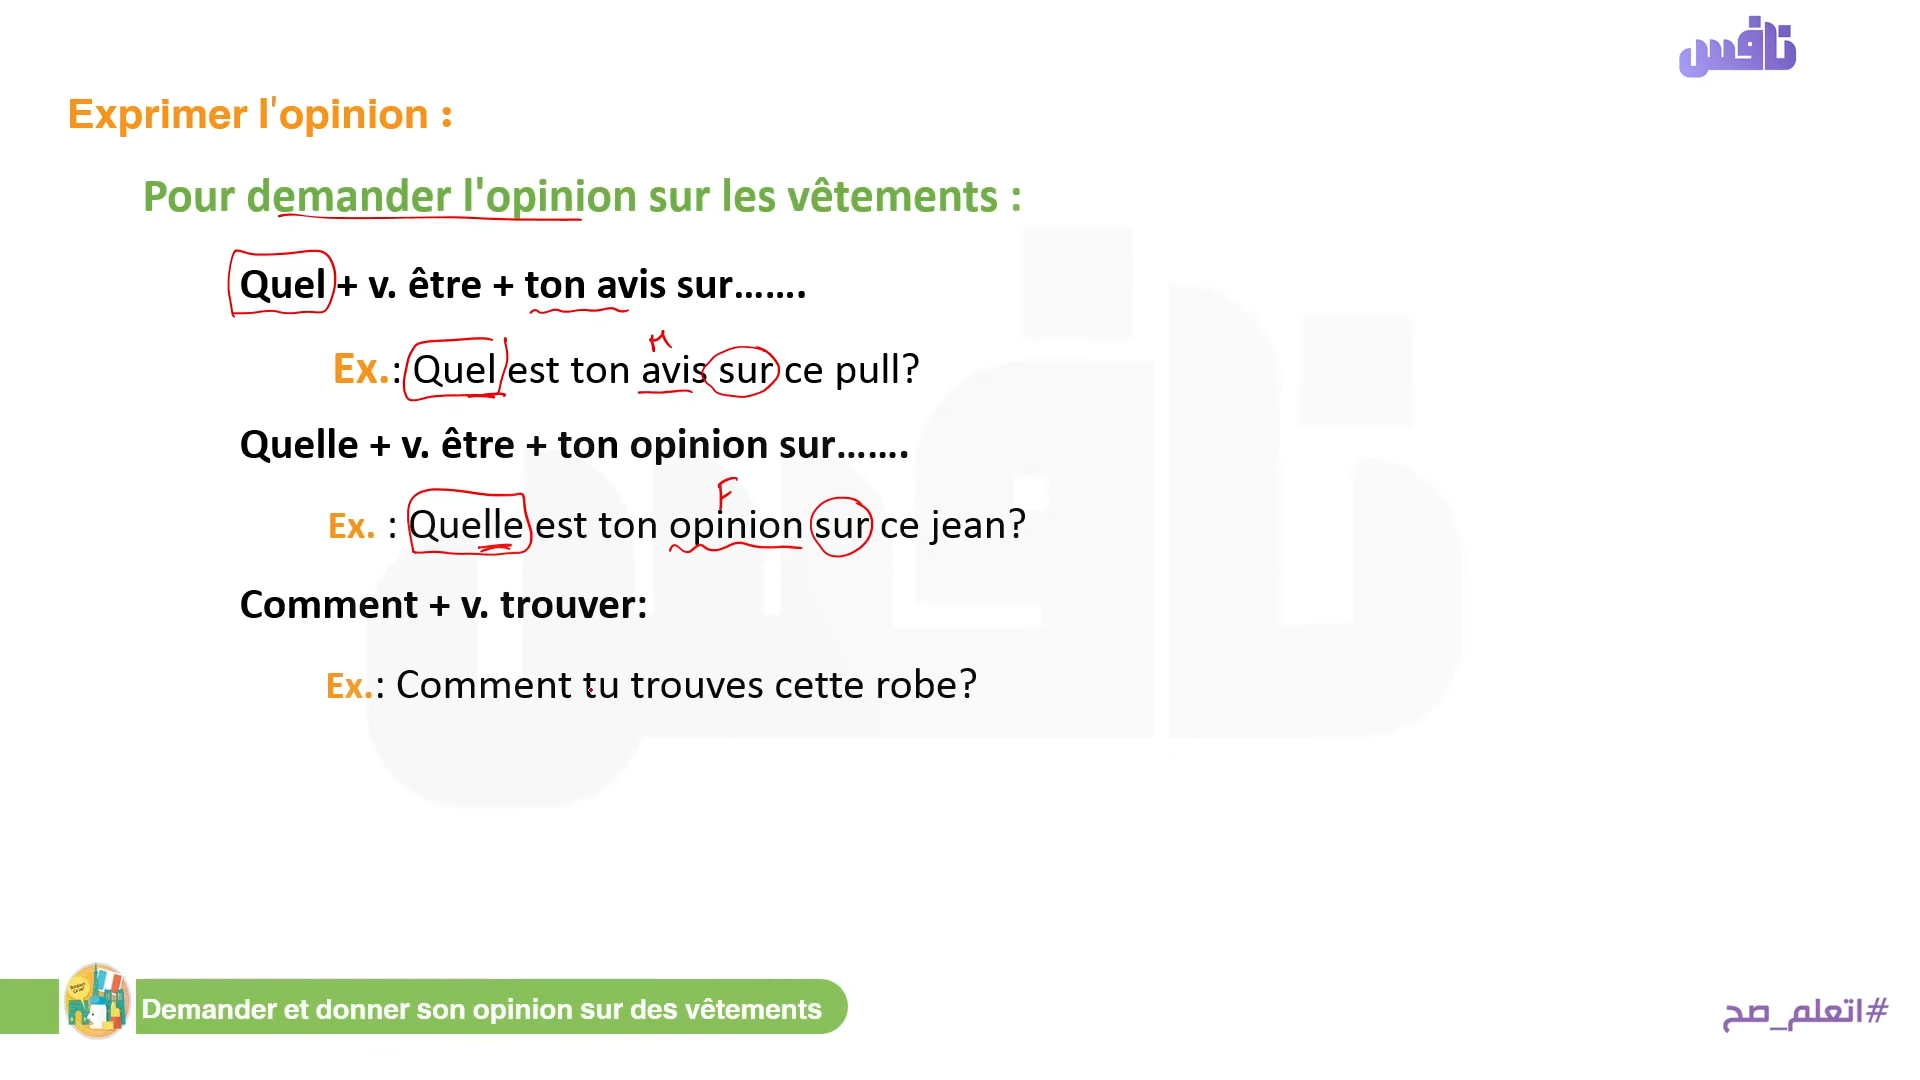 نافس
Exprimer l'opinion :
Pour demander l'opinion sur les vêtements :
Quel + v. être + ton avis sur…….
M
Ex.: Quel est ton avis sur ce pull?
Quelle + v. être + ton opinion sur…….
F
Ex. : Quelle est ton opinion sur ce jean?
Comment + v. trouver:
Ex.: Comment tu trouves cette robe?
Demander et donner son opinion sur des vêtements
#اتعلم_صح